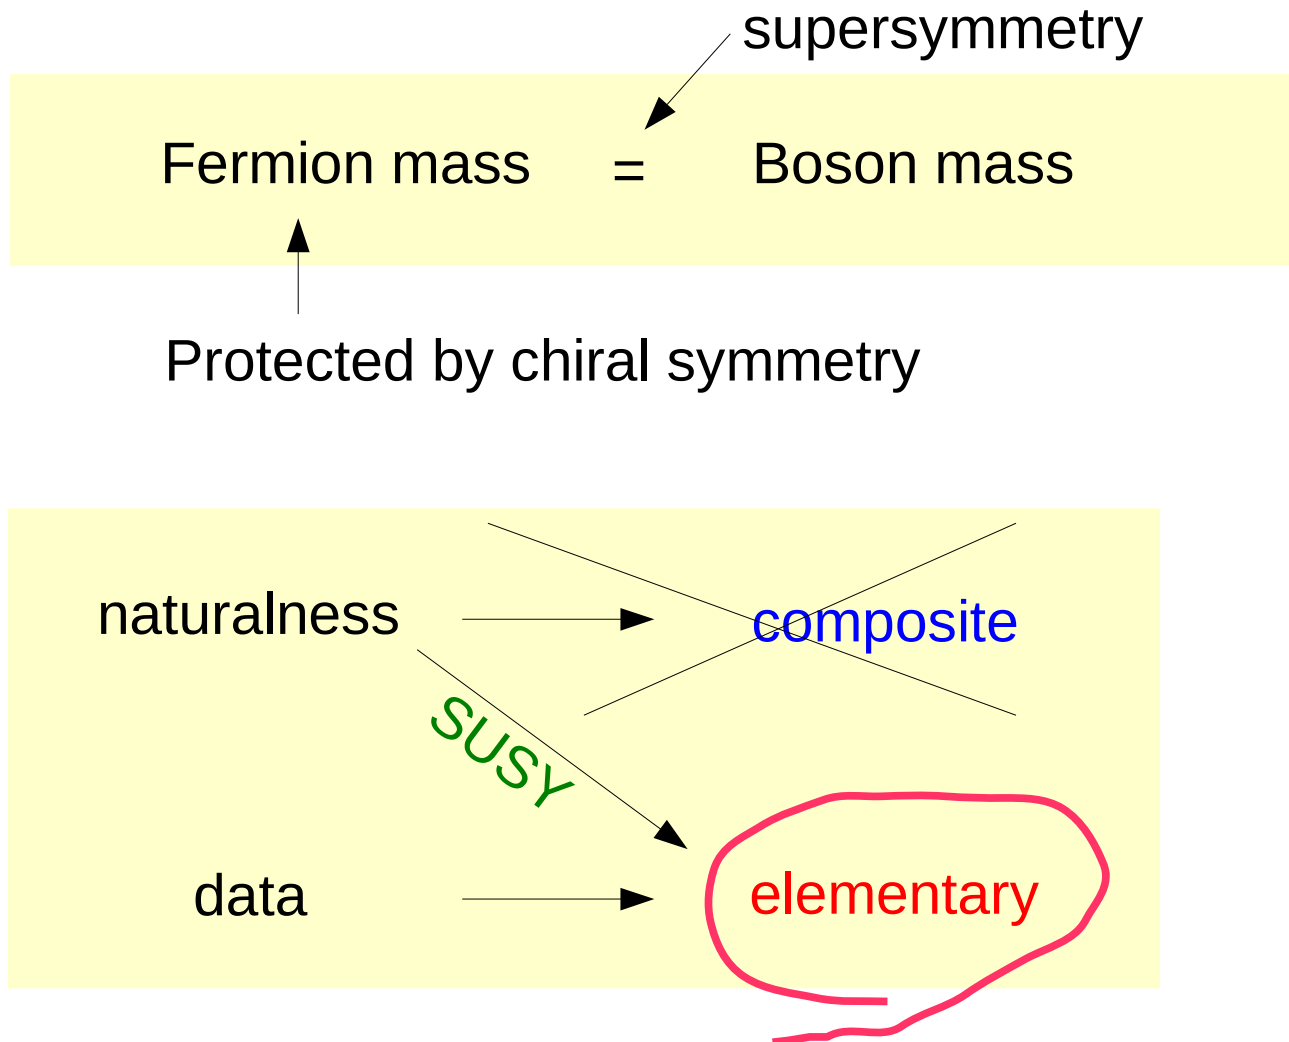 supersymmetry
Fermion mass = Boson mass
Protected by chiral symmetry
naturalness composite
SUSY
data elementary